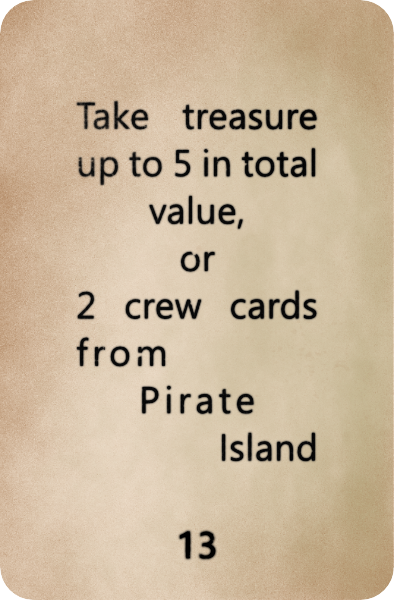 Take treasure
up to 5 in total
value,
or
2 crew cards
from
Pirate
Island
13